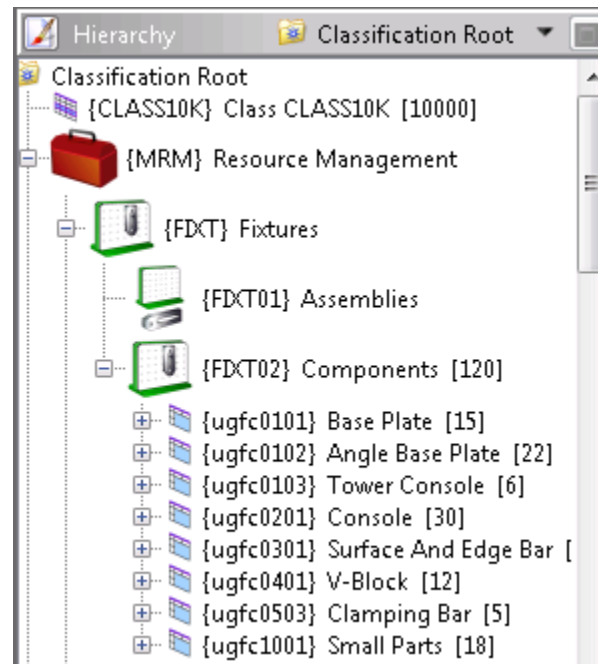 Hierarchy Classification Root
Classification Root
{CLASS10K} Class CLASS10K [10000]
{MRM} Resource Management
{FIXT} Fixtures
{FIXT01} Assemblies
{FIXT02} Components [120]
{ugfc0101} Base Plate [15]
{ugfc0102} Angle Base Plate [22]
{ugfc0103} Tower Console [6]
{ugfc0201} Console [30]
{ugfc0301} Surface And Edge Bar [
{ugfc0401} V-Block [12]
{ugfc0503} Clamping Bar [5]
{ugfc1001} Small Parts [18]